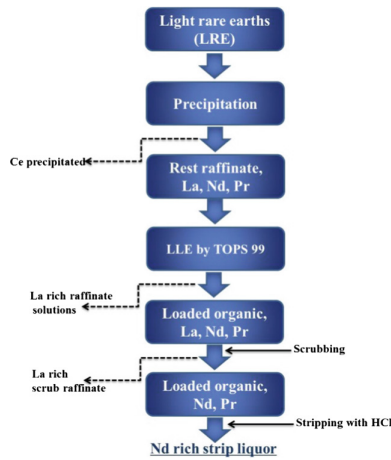 Light rare earths
(LRE)
Precipitation
Ce precipitated
Rest raffinate,
La, Nd, Pr
LLE by TOPS 99
La rich raffinate
solutions
Loaded organic,
La, Nd, Pr
Scrubbing
La rich
scrub raffinate
Loaded organic,
Nd, Pr
Stripping with HCl
Nd rich strip liquor